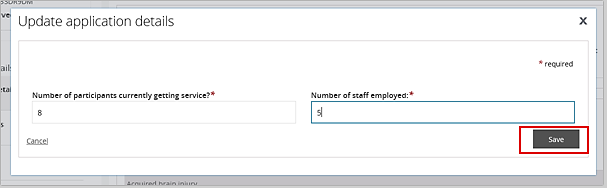 Update application details
X
* required
Number of participants currently getting service?*
Number of staff employed:*
8
5
Cancel
Save
Acquired brain injury